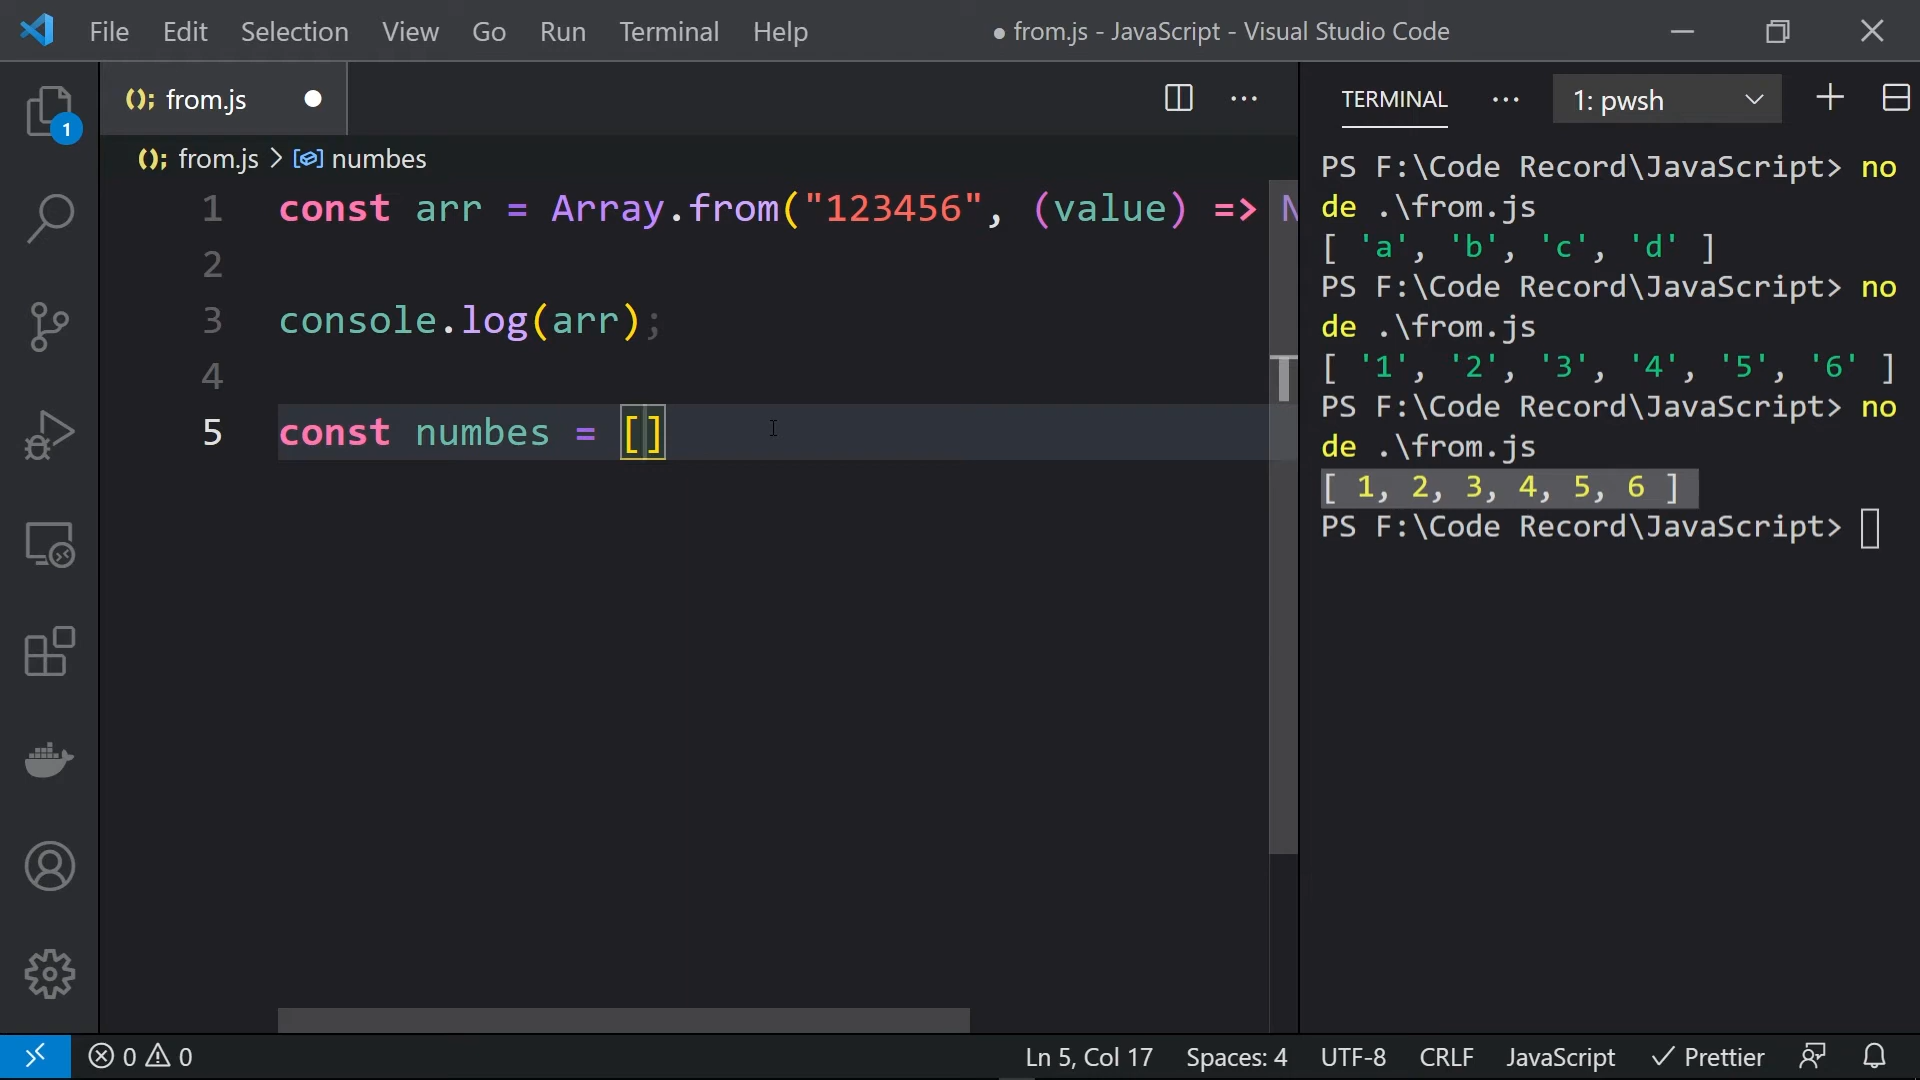 File Edit Selection View Go Run Terminal Help ● from.js - JavaScript - Visual Studio Code
1
(); from.js ●
TERMINAL ··· 1: pwsh
(); from.js > numbes
1 const arr = Array.from("123456", (value) => N
2
3 console.log(arr);
4
5 const numbes = []
PS F:\Code Record\JavaScript> no
de .\from.js
[ 'a', 'b', 'c', 'd' ]
PS F:\Code Record\JavaScript> no
de .\from.js
[ '1', '2', '3', '4', '5', '6' ]
PS F:\Code Record\JavaScript> no
de .\from.js
[ 1, 2, 3, 4, 5, 6 ]
PS F:\Code Record\JavaScript>
0 0 Ln 5, Col 17 Spaces: 4 UTF-8 CRLF JavaScript Prettier